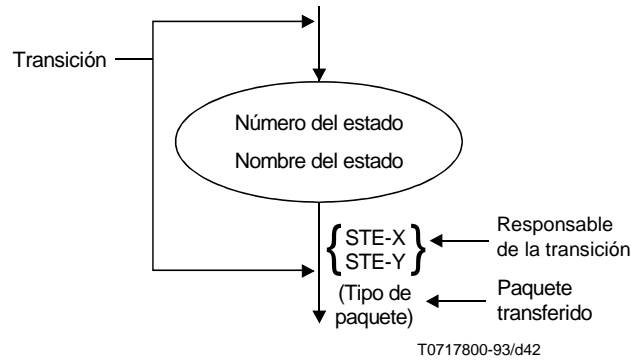 Transición
Número del estado
Nombre del estado
{ STE-X }
{ STE-Y }
Responsable
de la transición
(Tipo de
paquete)
Paquete
transferido
T0717800-93/d42